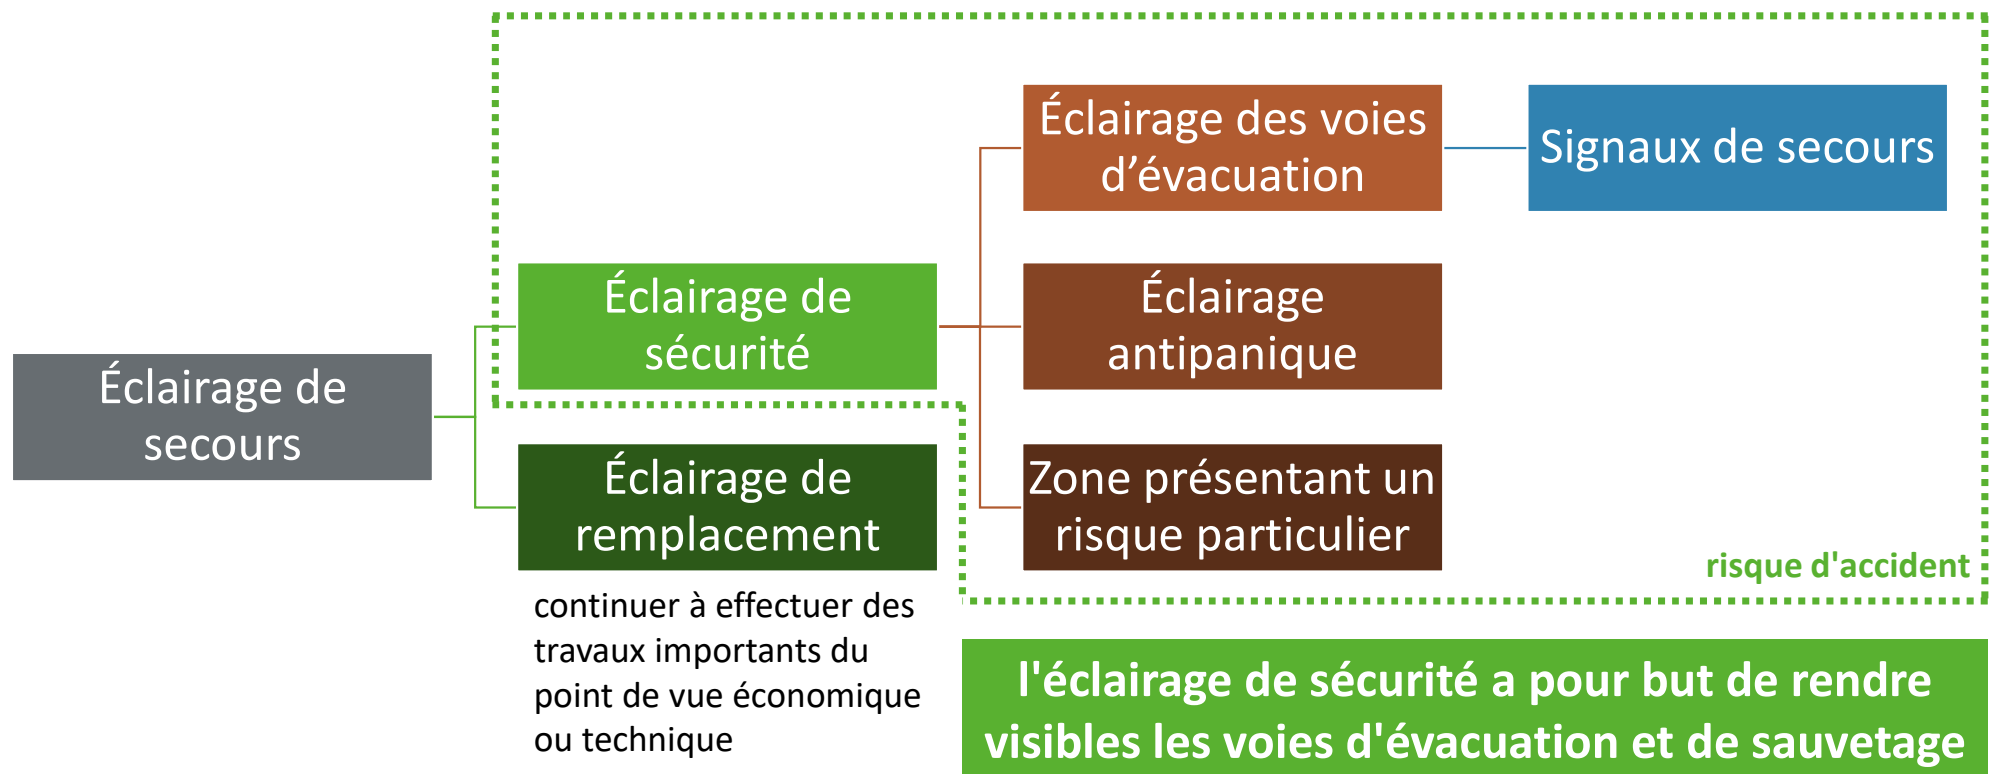 Éclairage de
secours
Éclairage de
sécurité
Éclairage de
remplacement
continuer à effectuer des
travaux importants du
point de vue économique
ou technique
Éclairage des voies
d’évacuation
Éclairage
antipanique
Zone présentant un
risque particulier
Signaux de secours
risque d'accident
l'éclairage de sécurité a pour but de rendre
visibles les voies d'évacuation et de sauvetage